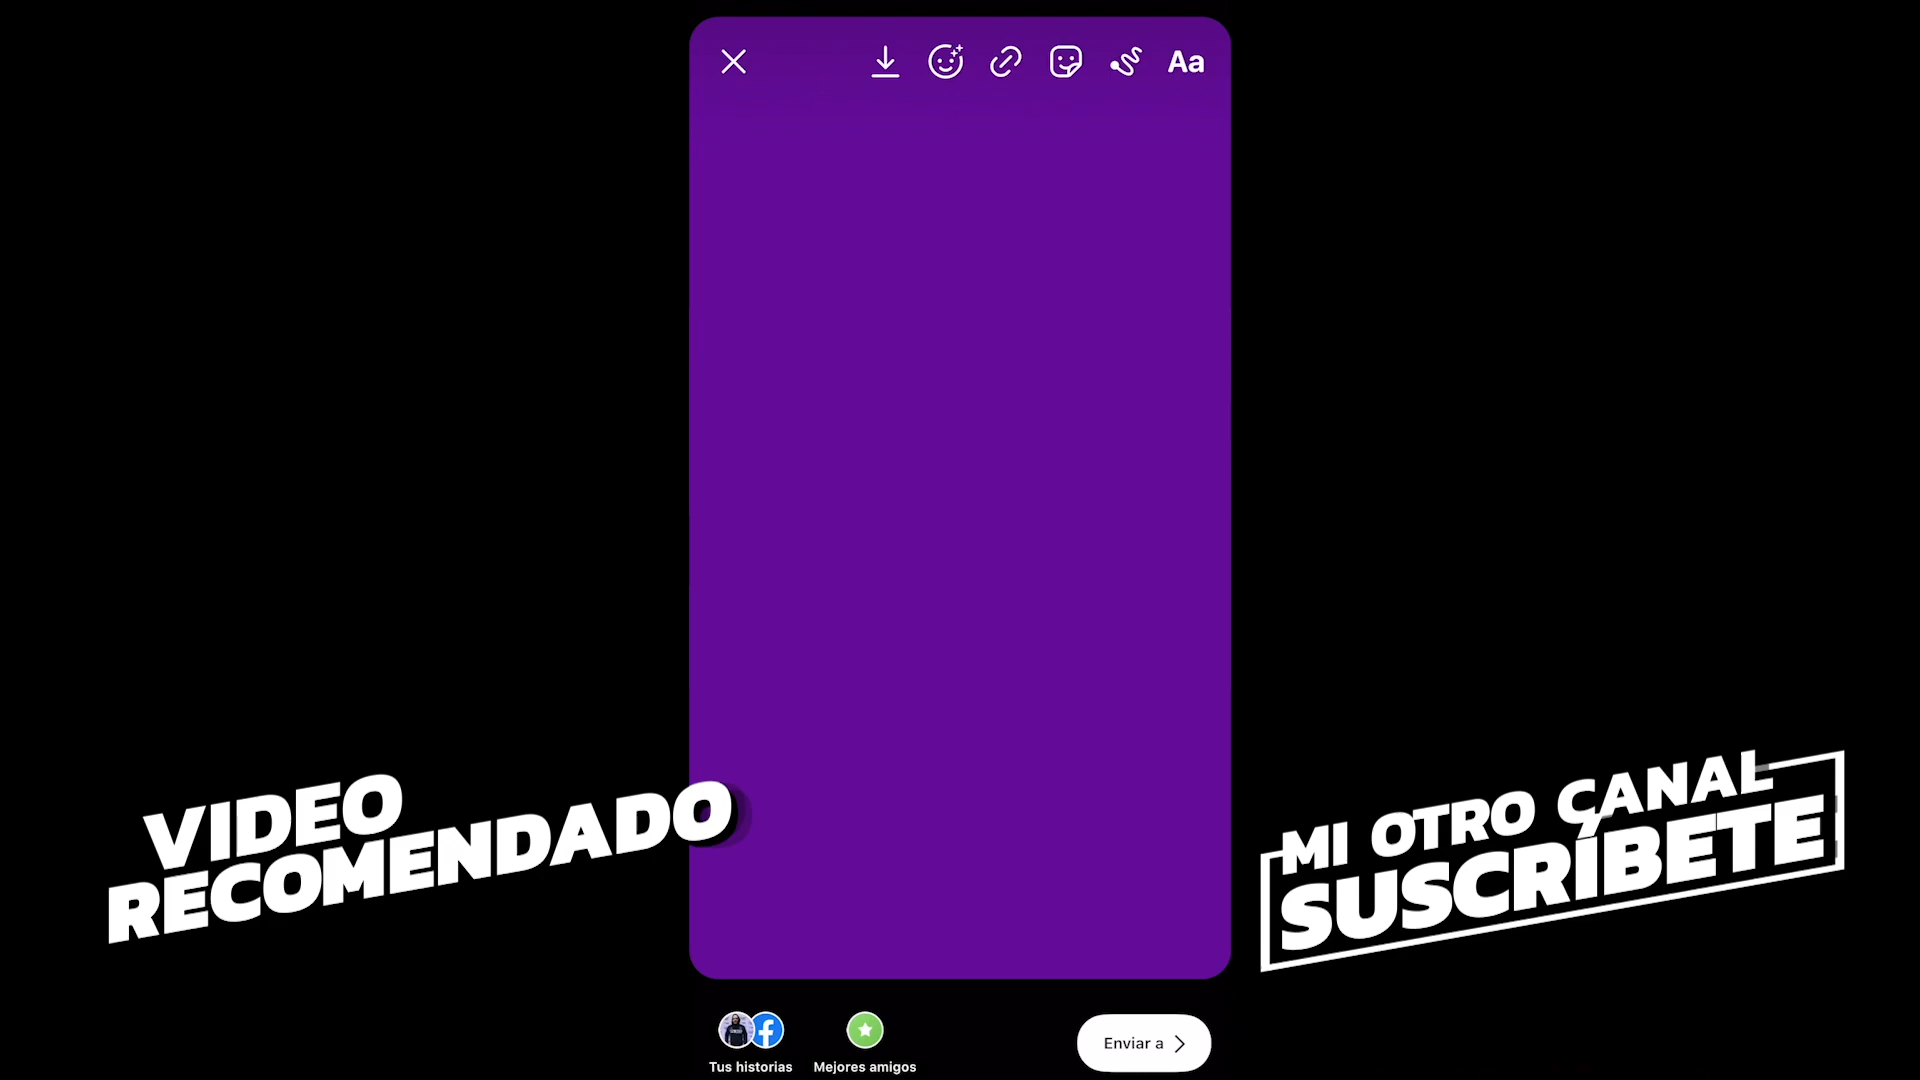 Aa
VIDEO
RECOMENDADO
MI OTRO CANAL
SUSCRÍBETE
Tus historias
Mejores amigos
Enviar a